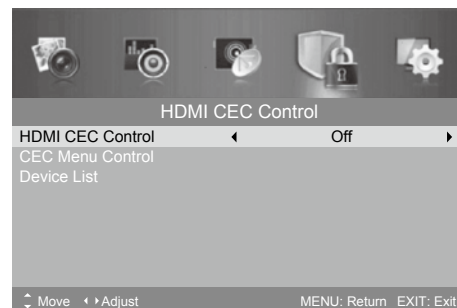 HDMI CEC Control
HDMI CEC Control Off
CEC Menu Control
Device List
Move Adjust MENU: Return EXIT: Exit